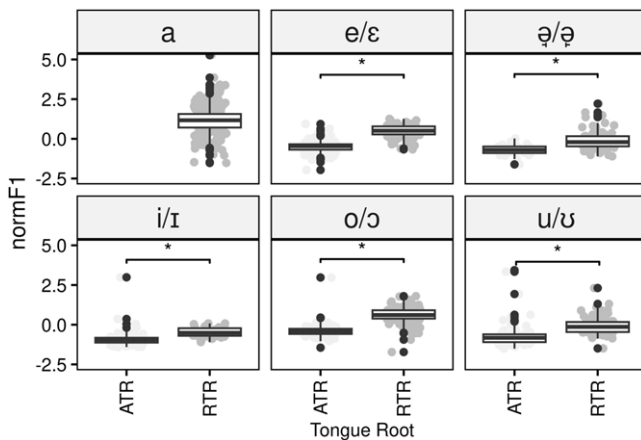 a e/ɛ ə̘/ə̙
5.0 * *
2.5
0.0
-2.5
normF1
i/ɪ o/ɔ u/ʊ
5.0 * * *
2.5
0.0
-2.5
ATR RTR ATR RTR ATR RTR
Tongue Root